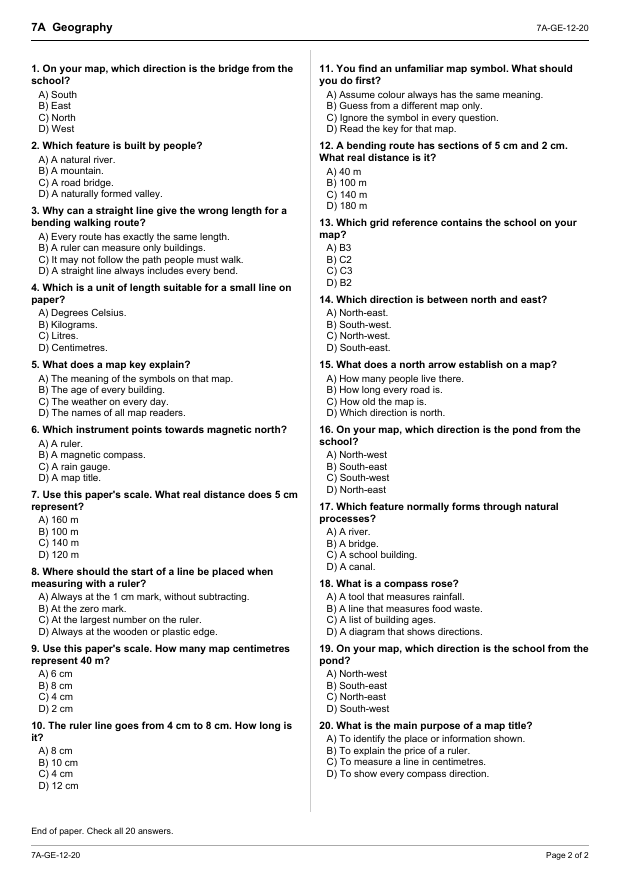 7A Geography
7A-GE-12-20
1. On your map, which direction is the bridge from the
school?
A) South
B) East
C) North
D) West
2. Which feature is built by people?
A) A natural river.
B) A mountain.
C) A road bridge.
D) A naturally formed valley.
3. Why can a straight line give the wrong length for a
bending walking route?
A) Every route has exactly the same length.
B) A ruler can measure only buildings.
C) It may not follow the path people must walk.
D) A straight line always includes every bend.
4. Which is a unit of length suitable for a small line on
paper?
A) Degrees Celsius.
B) Kilograms.
C) Litres.
D) Centimetres.
5. What does a map key explain?
A) The meaning of the symbols on that map.
B) The age of every building.
C) The weather on every day.
D) The names of all map readers.
6. Which instrument points towards magnetic north?
A) A ruler.
B) A magnetic compass.
C) A rain gauge.
D) A map title.
7. Use this paper's scale. What real distance does 5 cm
represent?
A) 160 m
B) 100 m
C) 140 m
D) 120 m
8. Where should the start of a line be placed when
measuring with a ruler?
A) Always at the 1 cm mark, without subtracting.
B) At the zero mark.
C) At the largest number on the ruler.
D) Always at the wooden or plastic edge.
9. Use this paper's scale. How many map centimetres
represent 40 m?
A) 6 cm
B) 8 cm
C) 4 cm
D) 2 cm
10. The ruler line goes from 4 cm to 8 cm. How long is
it?
A) 8 cm
B) 10 cm
C) 4 cm
D) 12 cm
11. You find an unfamiliar map symbol. What should
you do first?
A) Assume colour always has the same meaning.
B) Guess from a different map only.
C) Ignore the symbol in every question.
D) Read the key for that map.
12. A bending route has sections of 5 cm and 2 cm.
What real distance is it?
A) 40 m
B) 100 m
C) 140 m
D) 180 m
13. Which grid reference contains the school on your
map?
A) B3
B) C2
C) C3
D) B2
14. Which direction is between north and east?
A) North-east.
B) South-west.
C) North-west.
D) South-east.
15. What does a north arrow establish on a map?
A) How many people live there.
B) How long every road is.
C) How old the map is.
D) Which direction is north.
16. On your map, which direction is the pond from the
school?
A) North-west
B) South-east
C) South-west
D) North-east
17. Which feature normally forms through natural
processes?
A) A river.
B) A bridge.
C) A school building.
D) A canal.
18. What is a compass rose?
A) A tool that measures rainfall.
B) A line that measures food waste.
C) A list of building ages.
D) A diagram that shows directions.
19. On your map, which direction is the school from the
pond?
A) North-west
B) South-east
C) North-east
D) South-west
20. What is the main purpose of a map title?
A) To identify the place or information shown.
B) To explain the price of a ruler.
C) To measure a line in centimetres.
D) To show every compass direction.
End of paper. Check all 20 answers.
7A-GE-12-20
Page 2 of 2